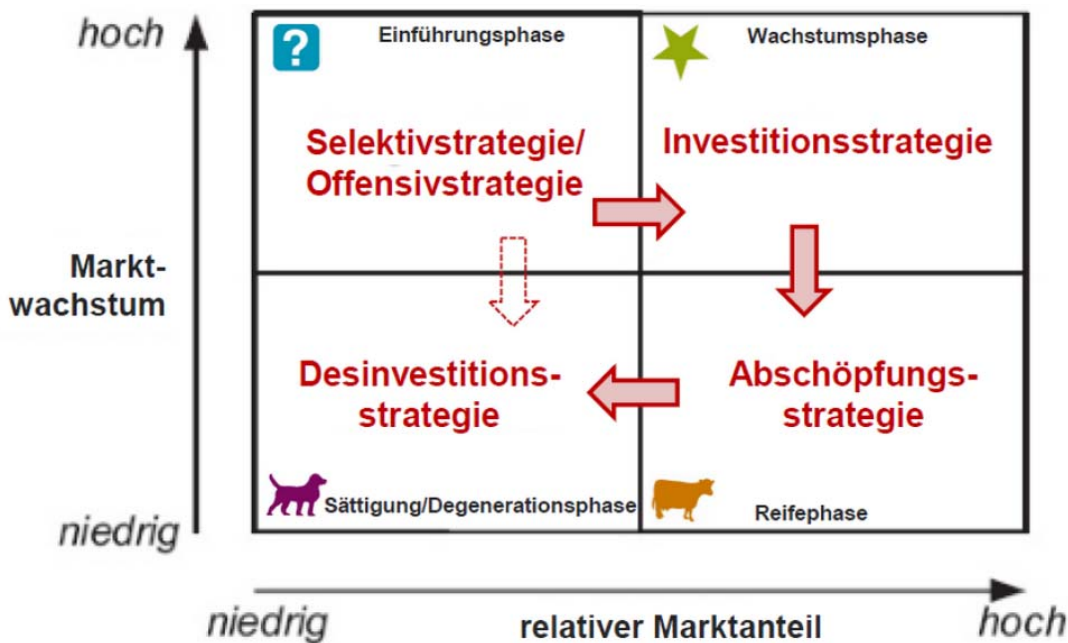 hoch
?
Einführungsphase
Wachstumsphase
Selektivstrategie/
Offensivstrategie
Investitionsstrategie
Markt-
wachstum
Desinvestitions-
strategie
Abschöpfungs-
strategie
Sättigung/Degenerationsphase
Reifephase
niedrig
niedrig
relativer Marktanteil
hoch